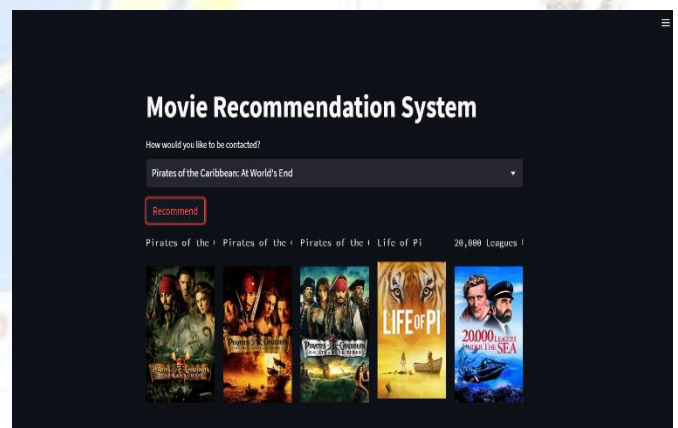 Movie Recommendation System
How would you like to be contacted?
Pirates of the Caribbean: At World's End
Recommend
Pirates of the Pirates of the Pirates of the Life of Pi 20,000 Leagues
LIFE OF PI
20,000 LEAGUES
UNDER THE SEA